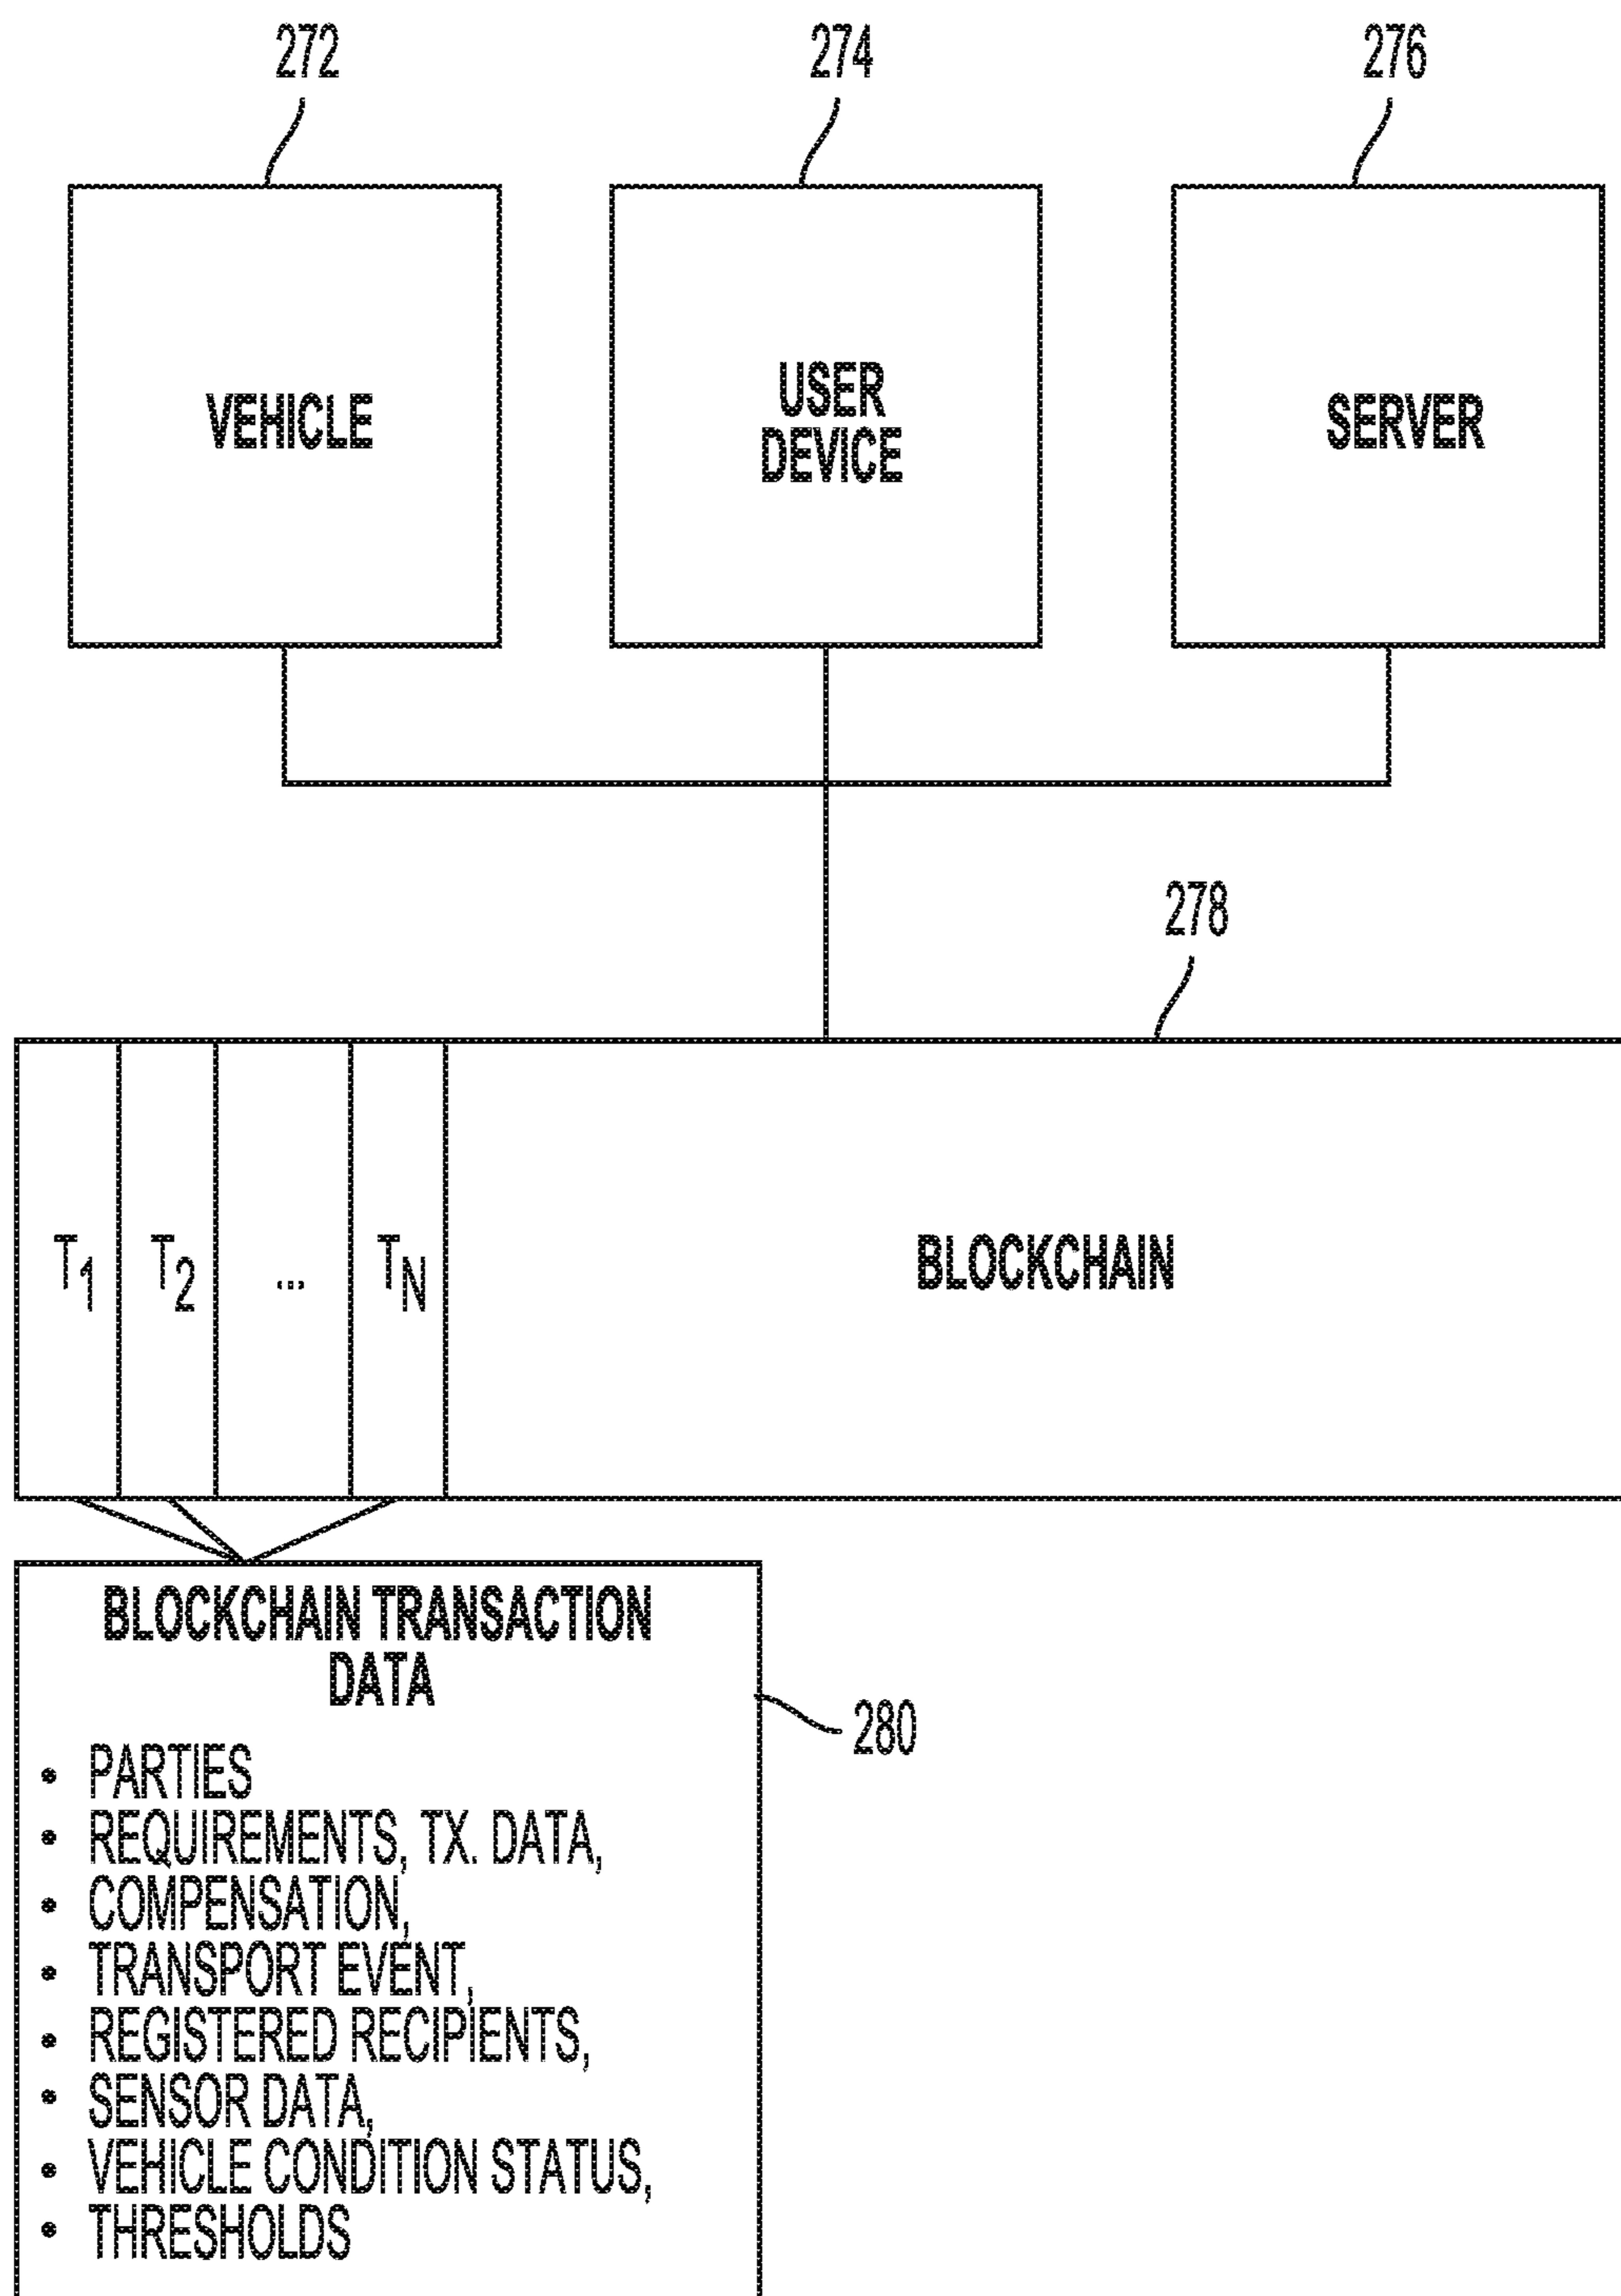 272
274
276
VEHICLE
USER
DEVICE
SERVER
278
T1
T2
...
TN
BLOCKCHAIN
BLOCKCHAIN TRANSACTION
DATA
280
• PARTIES
• REQUIREMENTS, TX. DATA,
• COMPENSATION,
• TRANSPORT EVENT,
• REGISTERED RECIPIENTS,
• SENSOR DATA,
• VEHICLE CONDITION STATUS,
• THRESHOLDS